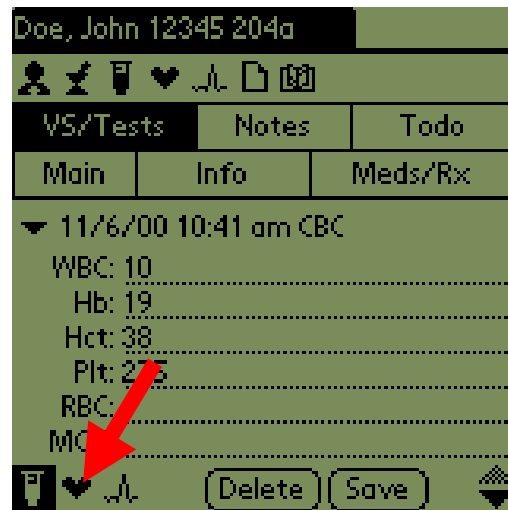 Doe, John 12345 204a
VS/Tests Notes Todo
Main Info Meds/Rx
11/6/00 10:41 am CBC
WBC: 10
Hb: 19
Hct: 38
Plt:
RBC:
Delete Save